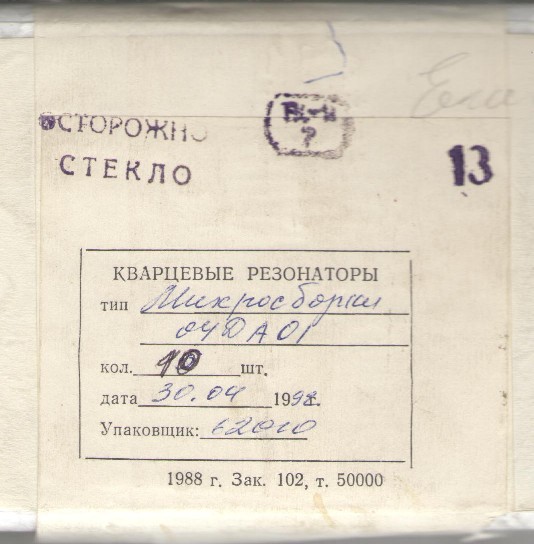 ОСТОРОЖНО
СТЕКЛО
13
КВАРЦЕВЫЕ РЕЗОНАТОРЫ
тип Микросборки
04ДА01
кол. 10 шт.
дата 30.04 199 г.
Упаковщик: 62010
1988 г. Зак. 102, т. 50000